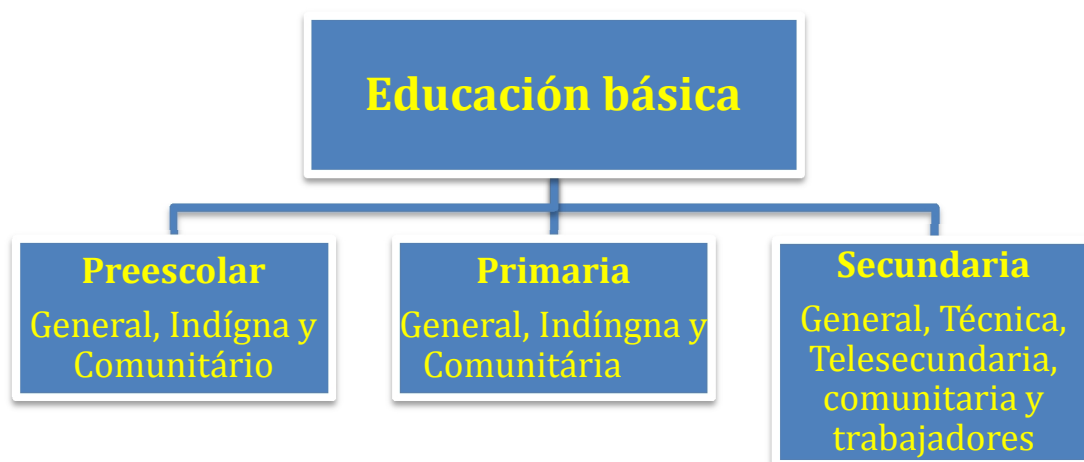 Educación básica
Preescolar
General, Indígna y
Comunitário
Primaria
General, Indíngna y
Comunitária
Secundaria
General, Técnica,
Telesecundaria,
comunitaria y
trabajadores